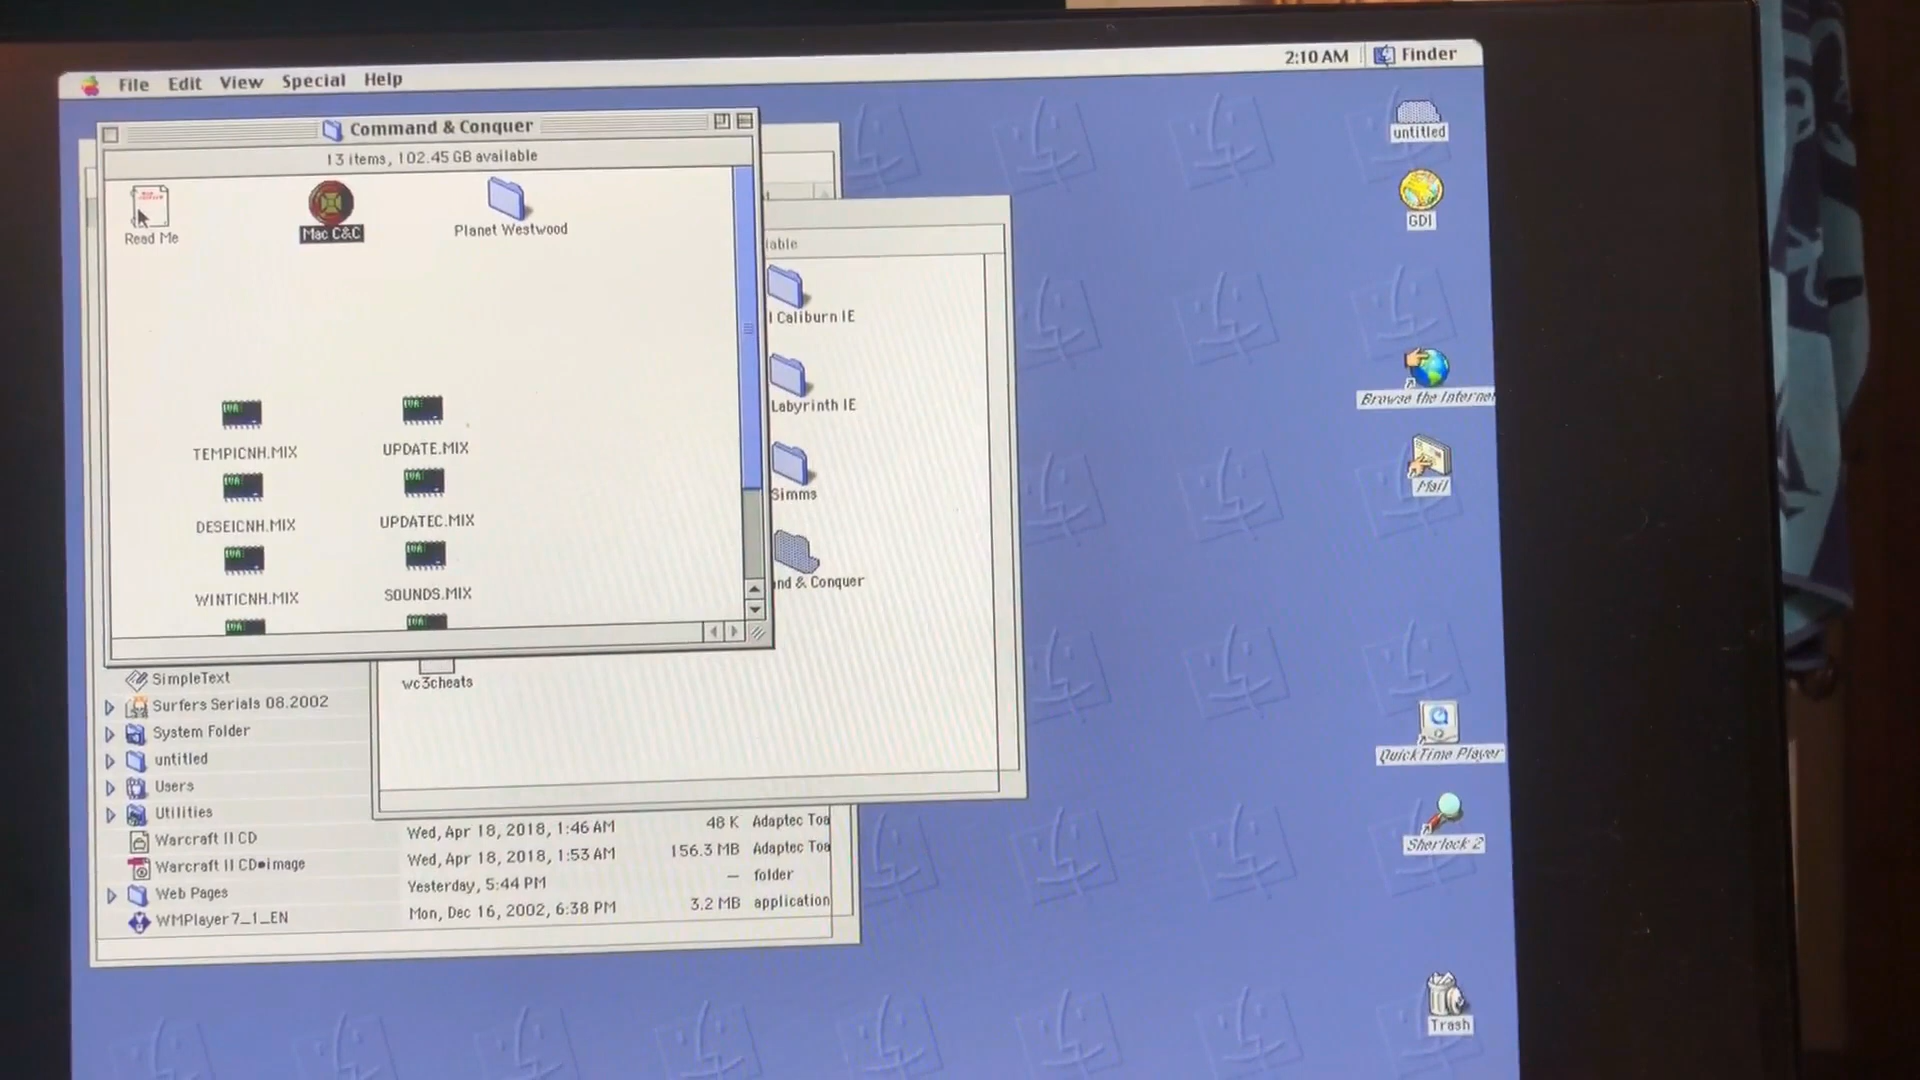 File Edit View Special Help
2:10 AM Finder
Command & Conquer
13 items, 102.45 GB available
Read Me
Mac C&C
Planet Westwood
TEMPICNH.MIX
UPDATE.MIX
DESEICNH.MIX
UPDATEC.MIX
WINTICNH.MIX
SOUNDS.MIX
lable
l Caliburn IE
Labyrinth IE
Simms
nd & Conquer
wc3cheats
SimpleText
Surfers Serials 08.2002
System Folder
untitled
Users
Utilities
Warcraft II CD
Wed, Apr 18, 2018, 1:46 AM 48 K Adaptec Toa
Warcraft II CD•image
Wed, Apr 18, 2018, 1:53 AM 156.3 MB Adaptec Toa
Web Pages
Yesterday, 5:44 PM — folder
WMPlayer7_1_EN
Mon, Dec 16, 2002, 6:38 PM 3.2 MB application
untitled
GDI
Browse the Internet
Mail
QuickTime Player
Sherlock 2
Trash